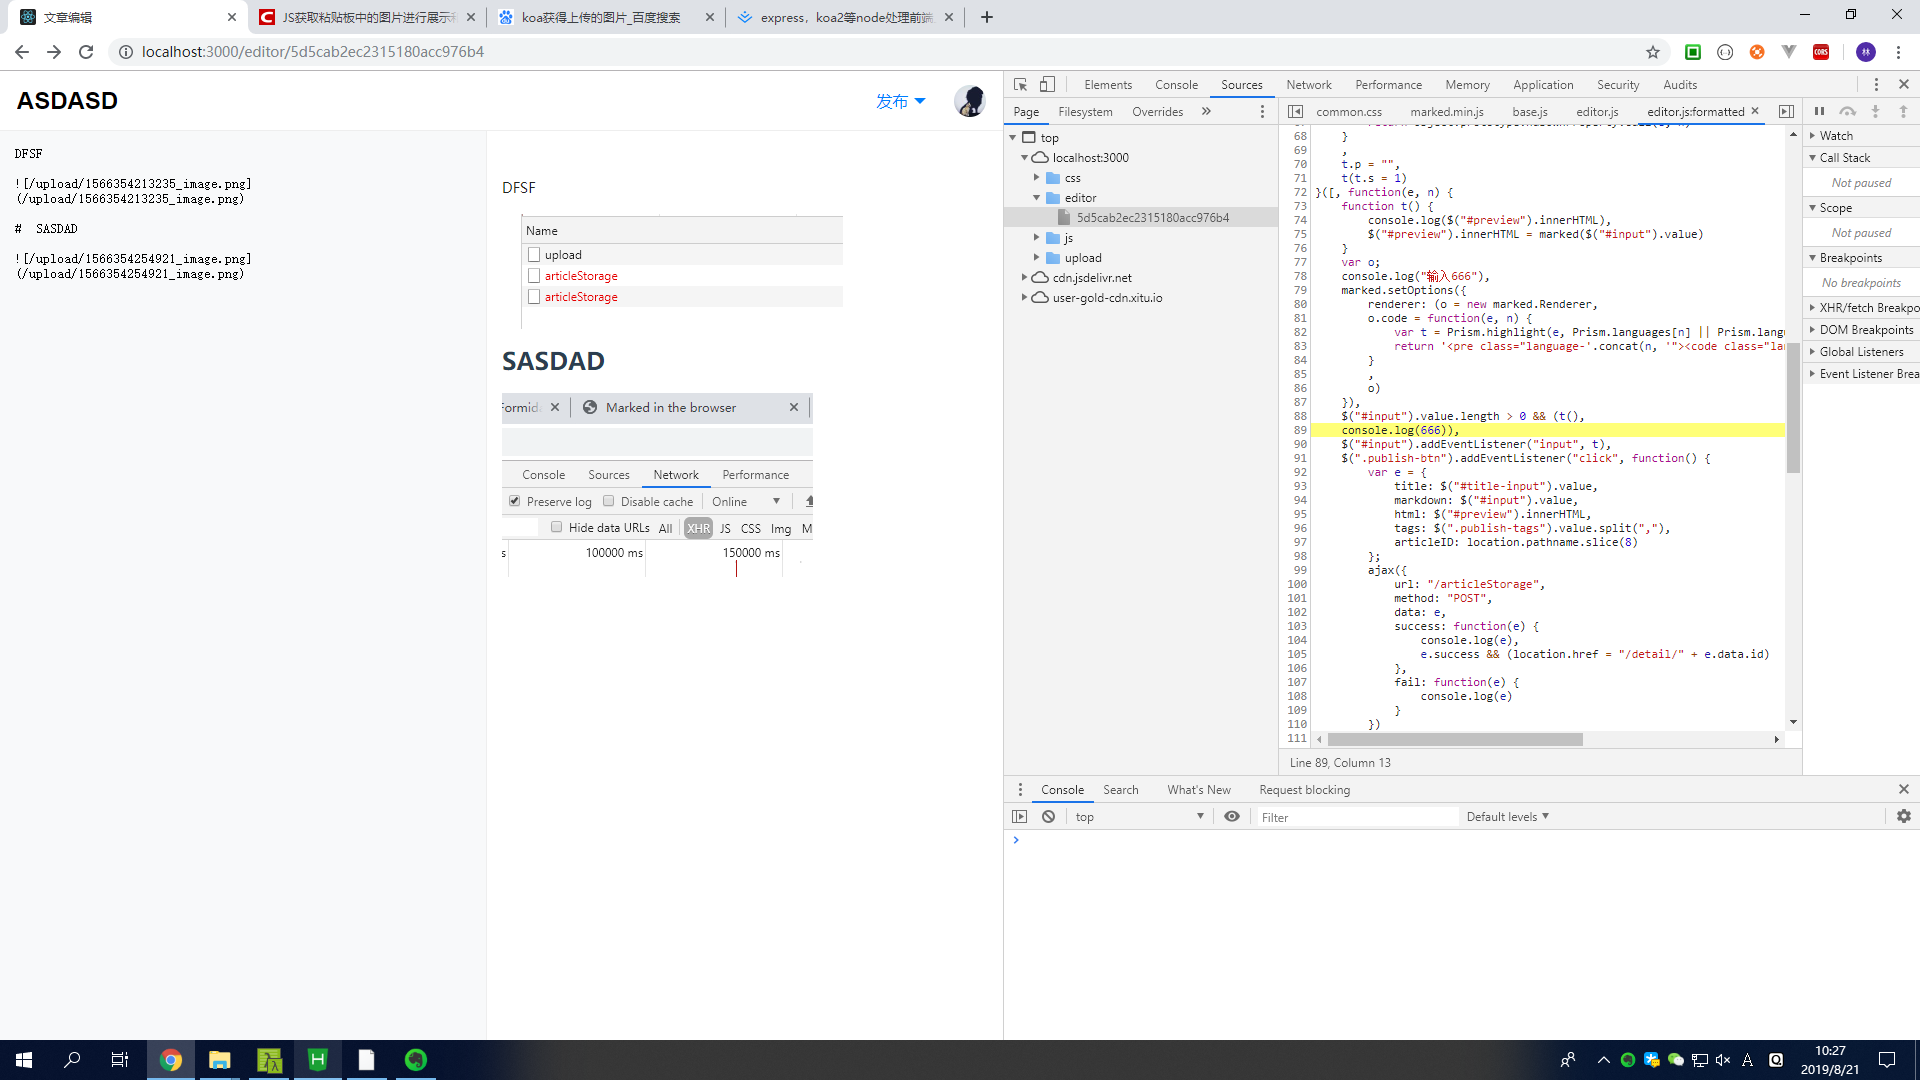 文章编辑
JS获取粘贴板中的图片进行展示
koa获得上传的图片_百度搜索
express，koa2等node处理前端
localhost:3000/editor/5d5cab2ec2315180acc976b4
CORS
林
ASDASD
发布
DFSF
![/upload/1566354213235_image.png]
(/upload/1566354213235_image.png)
#  SASDAD
![/upload/1566354254921_image.png]
(/upload/1566354254921_image.png)
DFSF
Name
upload
articleStorage
articleStorage
SASDAD
Formid
Marked in the browser
Console Sources Network Performance
Preserve log Disable cache Online
Hide data URLs All XHR JS CSS Img M
s 100000 ms 150000 ms
Elements Console Sources Network Performance Memory Application Security Audits
Page Filesystem Overrides »
top
localhost:3000
css
editor
5d5cab2ec2315180acc976b4
js
upload
cdn.jsdelivr.net
user-gold-cdn.xitu.io
common.css marked.min.js base.js editor.js editor.js:formatted
68 }
69 ,
70 t.p = "",
71 t(t.s = 1)
72 }([, function(e, n) {
73 function t() {
74 console.log($("#preview").innerHTML),
75 $("#preview").innerHTML = marked($("#input").value)
76 }
77 var o;
78 console.log("输入666"),
79 marked.setOptions({
80 renderer: (o = new marked.Renderer,
81 o.code = function(e, n) {
82 var t = Prism.highlight(e, Prism.languages[n] || Prism.lang
83 return '<pre class="language-'.concat(n, '"><code class="lan
84 }
85 ,
86 o)
87 }),
88 $("#input").value.length > 0 && (t(),
89 console.log(666)),
90 $("#input").addEventListener("input", t),
91 $(".publish-btn").addEventListener("click", function() {
92 var e = {
93 title: $("#title-input").value,
94 markdown: $("#input").value,
95 html: $("#preview").innerHTML,
96 tags: $(".publish-tags").value.split(","),
97 articleID: location.pathname.slice(8)
98 };
99 ajax({
100 url: "/articleStorage",
101 method: "POST",
102 data: e,
103 success: function(e) {
104 console.log(e),
105 e.success && (location.href = "/detail/" + e.data.id)
106 },
107 fail: function(e) {
108 console.log(e)
109 }
110 })
111
Line 89, Column 13
Watch
Call Stack
Not paused
Scope
Not paused
Breakpoints
No breakpoints
XHR/fetch Breakpo
DOM Breakpoints
Global Listeners
Event Listener Brea
Console Search What's New Request blocking
top Filter Default levels
A
10:27
2019/8/21